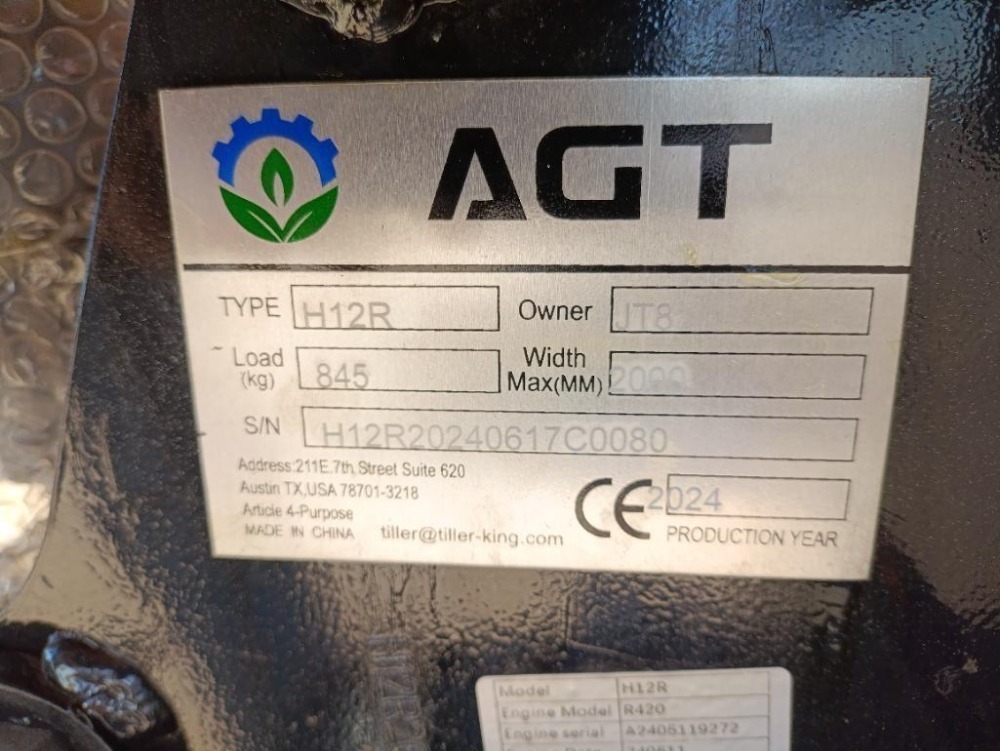 AGT
TYPE H12R Owner JT8
Load (kg) 845 Width Max(MM) 2000
S/N H12R20240617C0080
Address:211E.7th Street Suite 620
Austin TX,USA 78701-3218
Article 4-Purpose
MADE IN CHINA tiller@tiller-king.com
CE 2024
PRODUCTION YEAR
Model H12R
Engine Model R420
Engine serial A2405119272